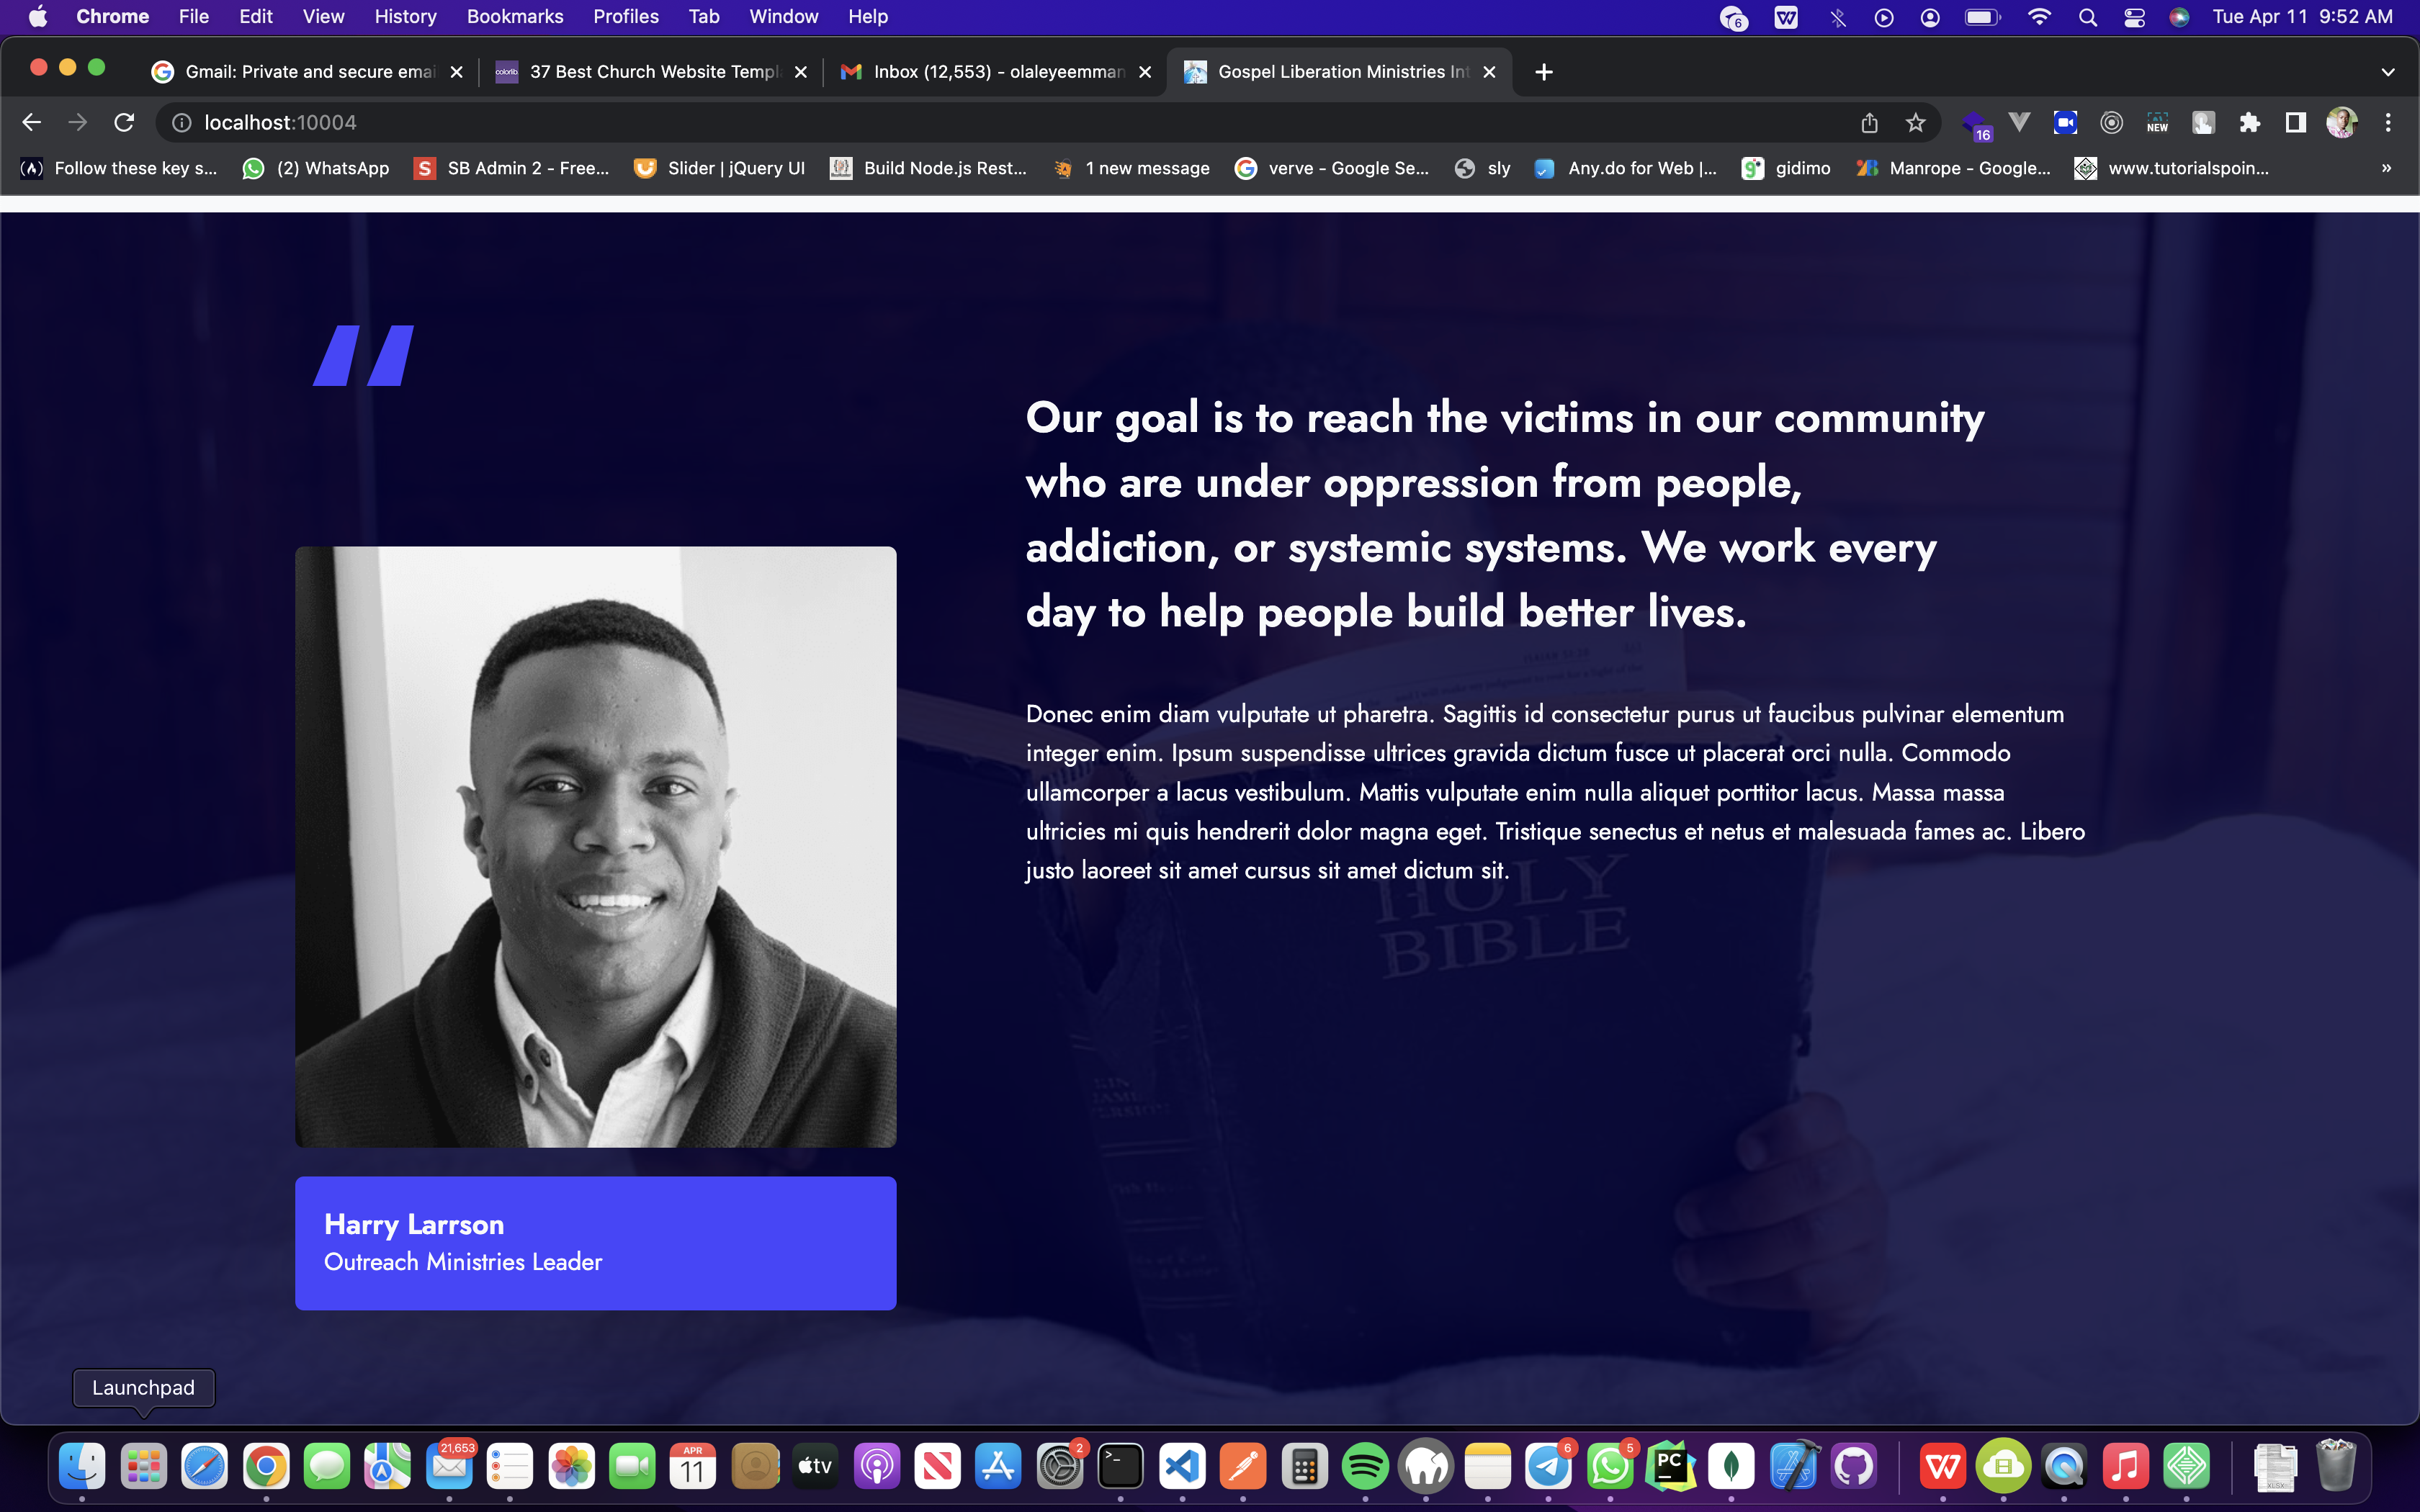 Chrome File Edit View History Bookmarks Profiles Tab Window Help
6
Tue Apr 11 9:52 AM
Gmail: Private and secure emai
colorlib
37 Best Church Website Templ
Inbox (12,553) - olaleyeemman
Gospel Liberation Ministries Int
localhost:10004
16
NEW
Follow these key s...
(2) WhatsApp
SB Admin 2 - Free...
Slider | jQuery UI
Build Node.js Rest...
1 new message
verve - Google Se...
sly
Any.do for Web |...
gidimo
Manrope - Google...
www.tutorialspoin...
»
“
Our goal is to reach the victims in our community
who are under oppression from people,
addiction, or systemic systems. We work every
day to help people build better lives.
Donec enim diam vulputate ut pharetra. Sagittis id consectetur purus ut faucibus pulvinar elementum
integer enim. Ipsum suspendisse ultrices gravida dictum fusce ut placerat orci nulla. Commodo
ullamcorper a lacus vestibulum. Mattis vulputate enim nulla aliquet porttitor lacus. Massa massa
ultricies mi quis hendrerit dolor magna eget. Tristique senectus et netus et malesuada fames ac. Libero
justo laoreet sit amet cursus sit amet dictum sit.
HOLY
BIBLE
Harry Larrson
Outreach Ministries Leader
Launchpad
21,653
APR
11
tv
2
6
5
PC
XLSX